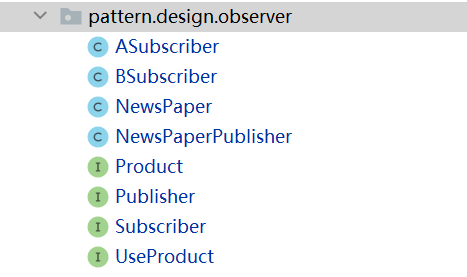 pattern.design.observer
C ASubscriber
C BSubscriber
C NewsPaper
C NewsPaperPublisher
I Product
I Publisher
I Subscriber
I UseProduct